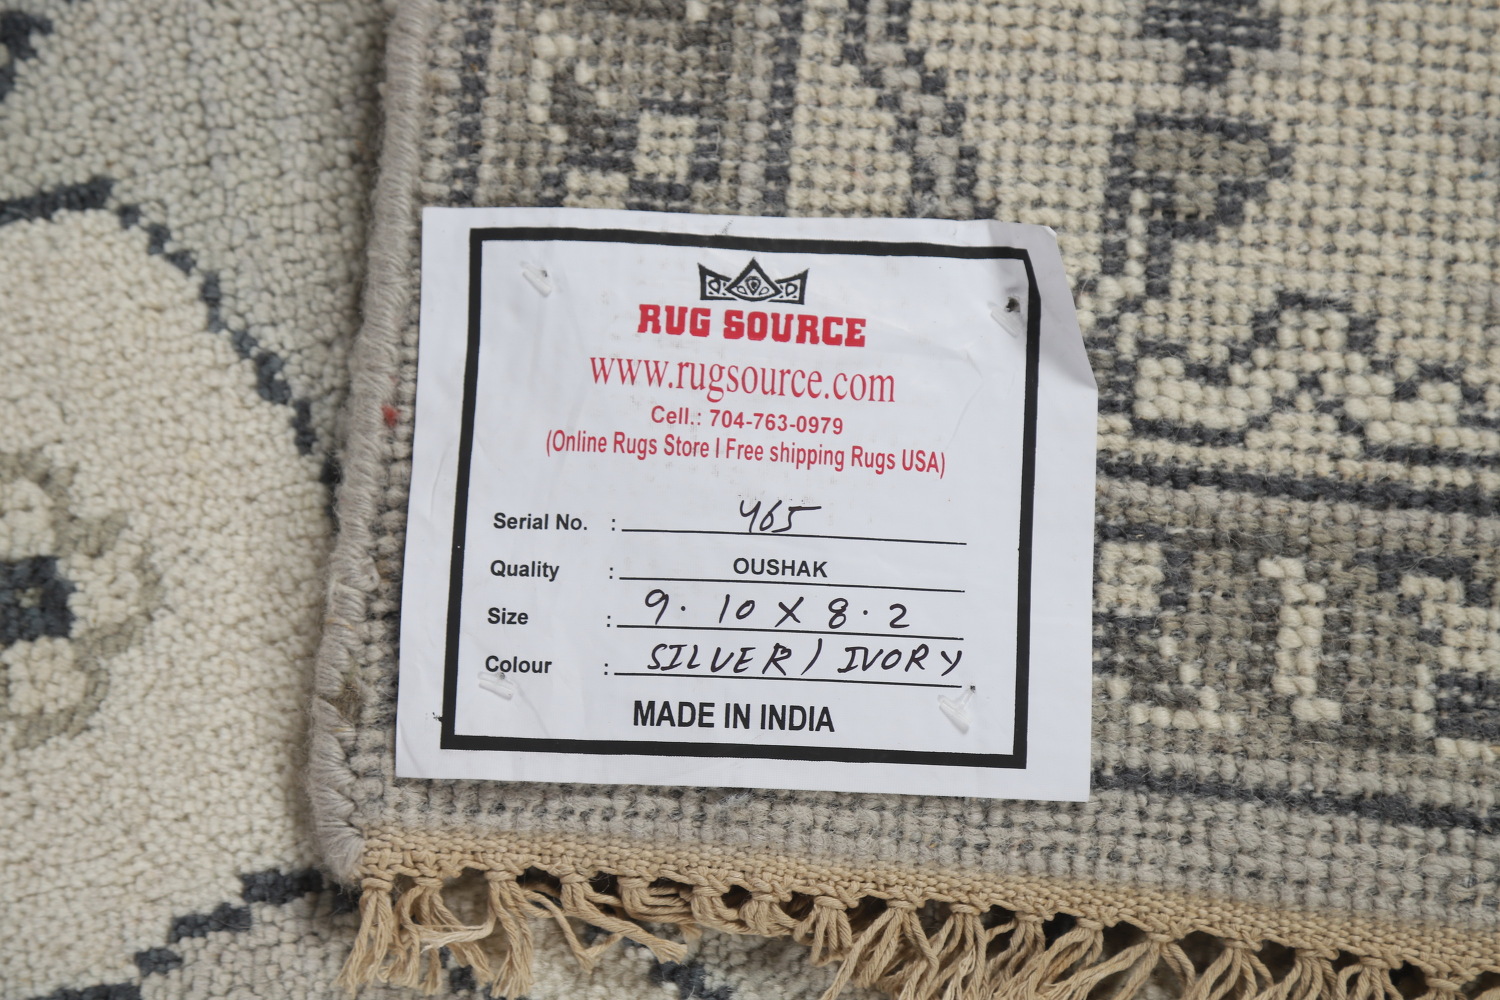 RUG SOURCE
www.rugsource.com
Cell.: 704-763-0979
(Online Rugs Store I Free shipping Rugs USA)
Serial No. : 465
Quality : OUSHAK
Size : 9.10 X 8.2
Colour : SILVER / IVORY
MADE IN INDIA